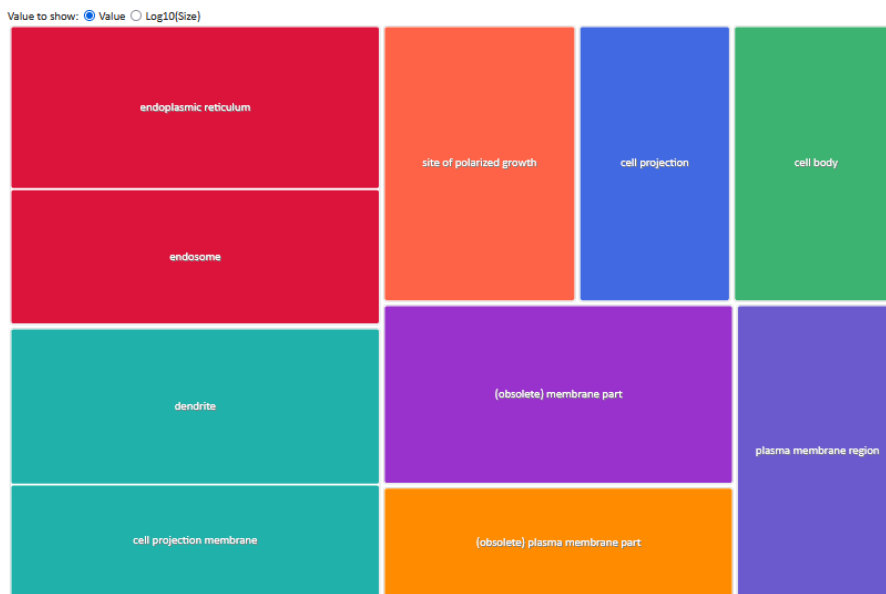 Value to show: Value Log10(Size)
endoplasmic reticulum
endosome
dendrite
cell projection membrane
site of polarized growth
cell projection
cell body
(obsolete) membrane part
(obsolete) plasma membrane part
plasma membrane region